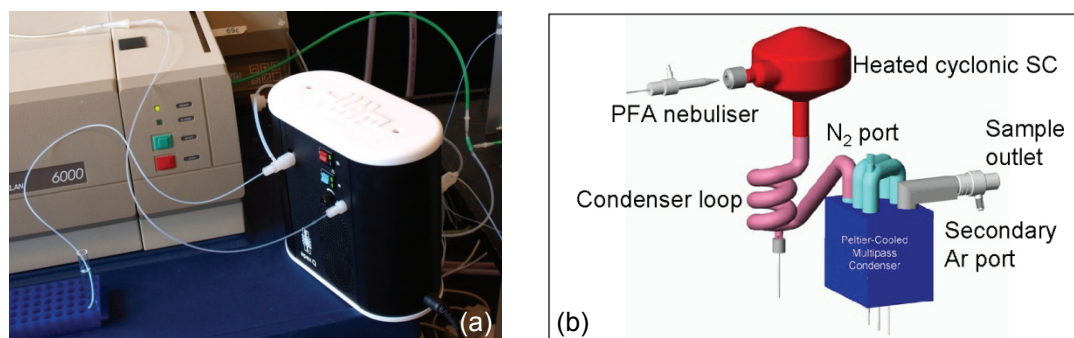 LAN 6000
apex Q
(a)
Heated cyclonic SC
PFA nebuliser
N₂ port
Sample
outlet
Condenser loop
Secondary
Ar port
Peltier-Cooled
Multipass
Condenser
(b)